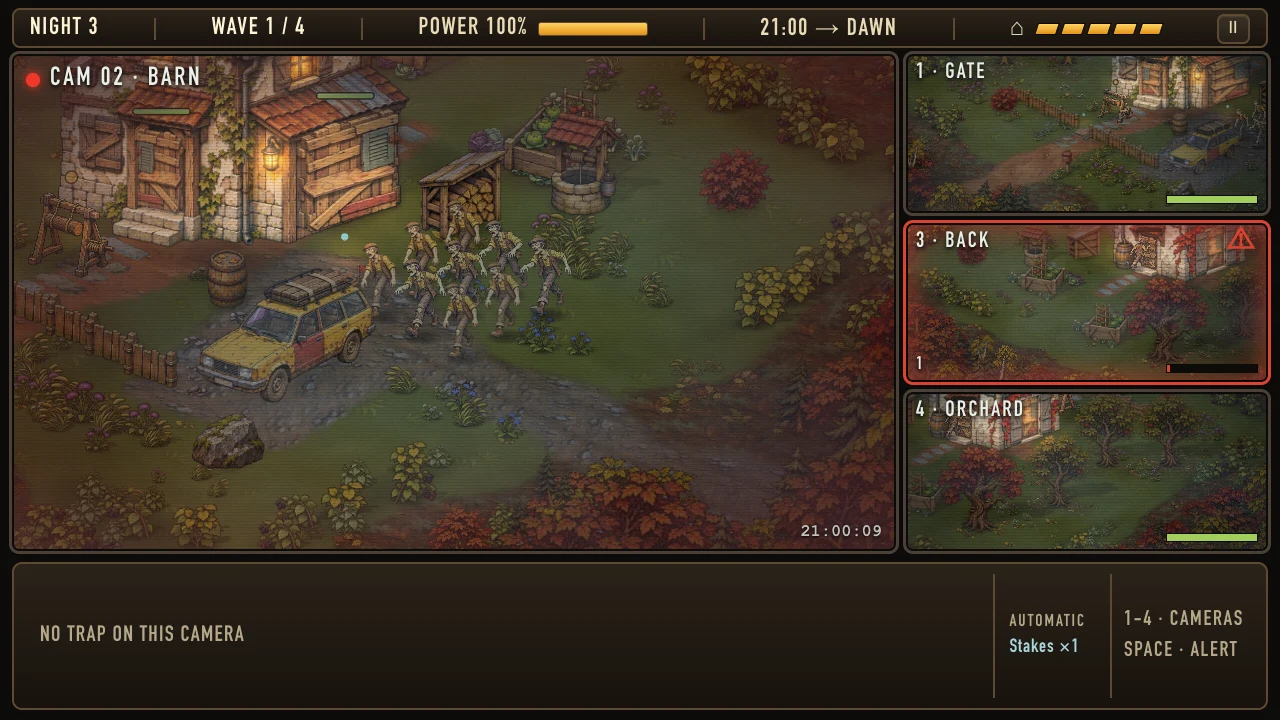 NIGHT 3
WAVE 1 / 4
POWER 100%
21:00 → DAWN
CAM 02 · BARN
21:00:09
1 · GATE
3 · BACK
1
4 · ORCHARD
NO TRAP ON THIS CAMERA
AUTOMATIC
Stakes ×1
1-4 · CAMERAS
SPACE · ALERT